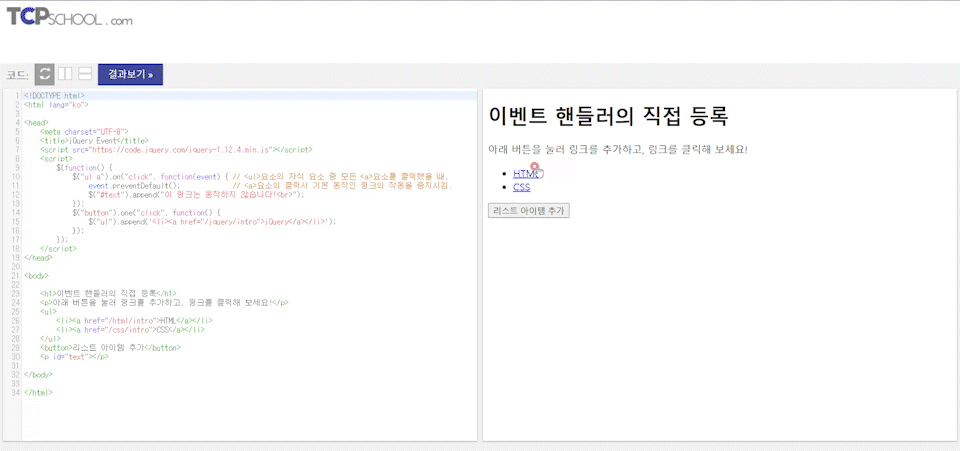 TCPSCHOOL.com
코드:
결과보기 »
1 <!DOCTYPE html>
2 <html lang="ko">
3
4 <head>
5 <meta charset="UTF-8">
6 <title>jQuery Event</title>
7 <script src="https://code.jquery.com/jquery-1.12.4.min.js"></script>
8 <script>
9 $(function() {
10 $("ul a").on("click", function(event) { // <ul>요소의 자식 요소 중 모든 <a>요소를 클릭했을 때,
11 event.preventDefault(); // <a>요소의 클릭시 기본 동작인 링크의 작동을 중지시킴.
12 $("#text").append("이 링크는 동작하지 않습니다!<br>");
13 });
14 $("button").one("click", function() {
15 $("ul").append('<li><a href="/jquery/intro">jQuery</a></li>');
16 });
17 });
18 </script>
19 </head>
20
21 <body>
22
23 <h1>이벤트 핸들러의 직접 등록</h1>
24 <p>아래 버튼을 눌러 링크를 추가하고, 링크를 클릭해 보세요!</p>
25 <ul>
26 <li><a href="/html/intro">HTML</a></li>
27 <li><a href="/css/intro">CSS</a></li>
28 </ul>
29 <button>리스트 아이템 추가</button>
30 <p id="text"></p>
31
32 </body>
33
34 </html>
이벤트 핸들러의 직접 등록
아래 버튼을 눌러 링크를 추가하고, 링크를 클릭해 보세요!
HTML
CSS
리스트 아이템 추가